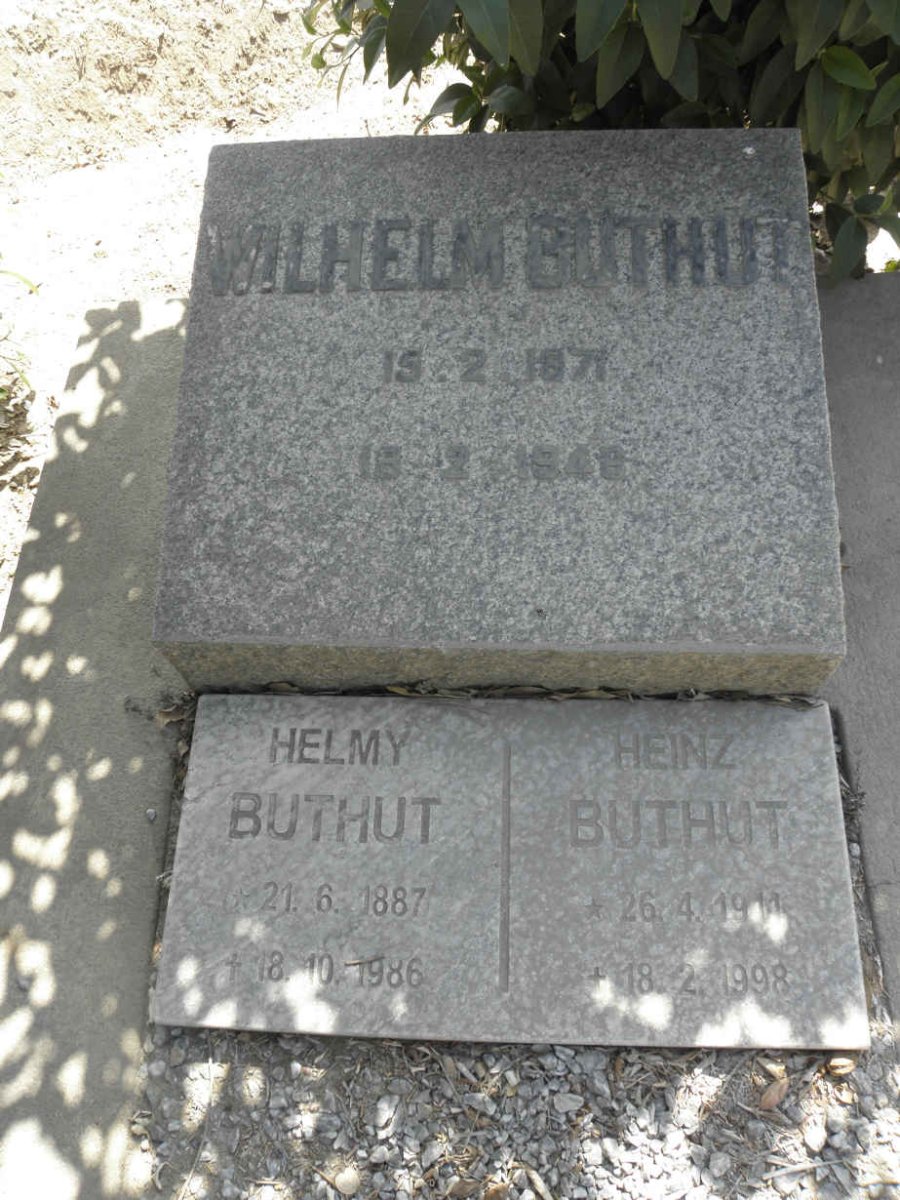 WILHELM BUTHUT
15.2.1871
HELMY
BUTHUT
* 21. 6. 1887
† 18. 10. 1986
HEINZ
BUTHUT
* 26. 4. 1911
† 18. 2. 1998